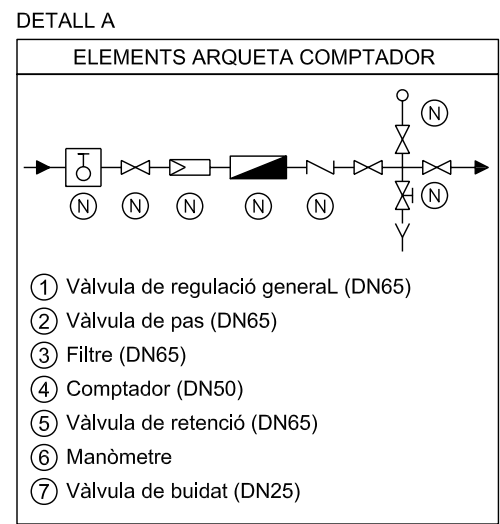 DETALL A
ELEMENTS ARQUETA COMPTADOR
N
N N N N N N
1 Vàlvula de regulació generaL (DN65)
2 Vàlvula de pas (DN65)
3 Filtre (DN65)
4 Comptador (DN50)
5 Vàlvula de retenció (DN65)
6 Manòmetre
7 Vàlvula de buidat (DN25)